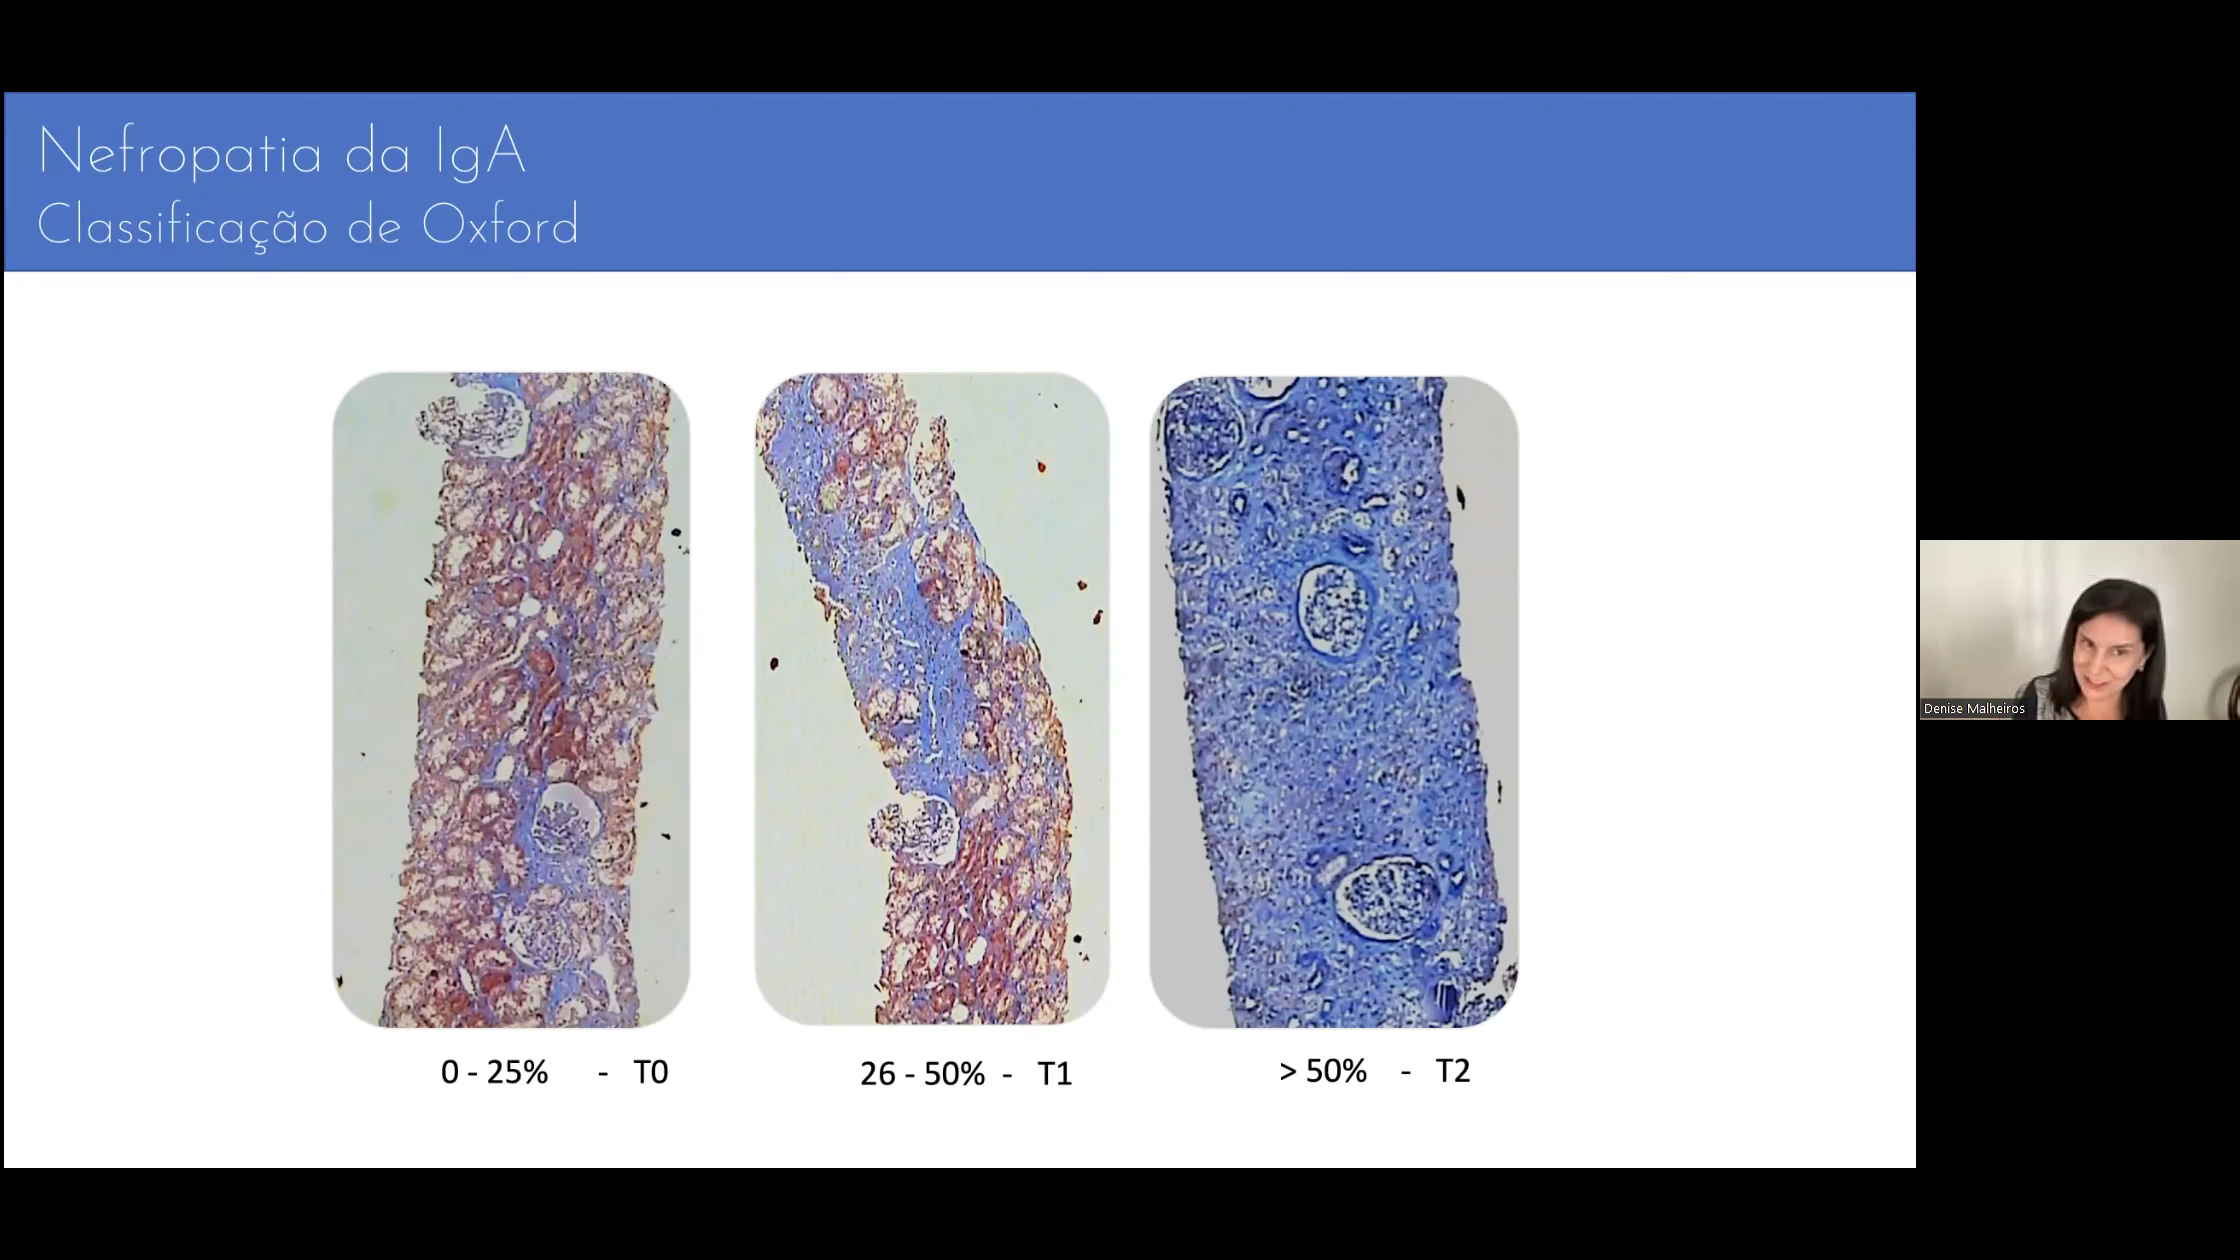 Nefropatia da IgA
Classificação de Oxford
0 - 25% - T0
26 - 50% - T1
> 50% - T2
Denise Malheiros